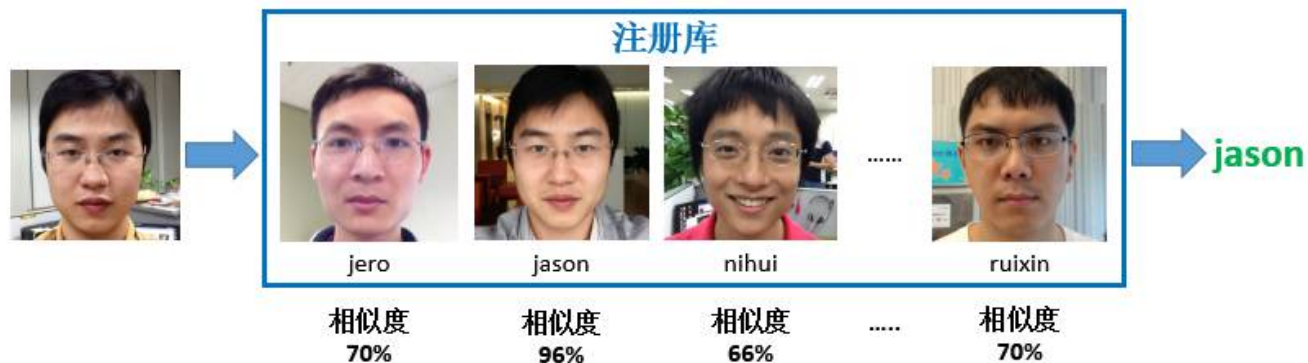 注册库
jero
jason
nihui
......
ruixin
jason
相似度
70%
相似度
96%
相似度
66%
.....
相似度
70%